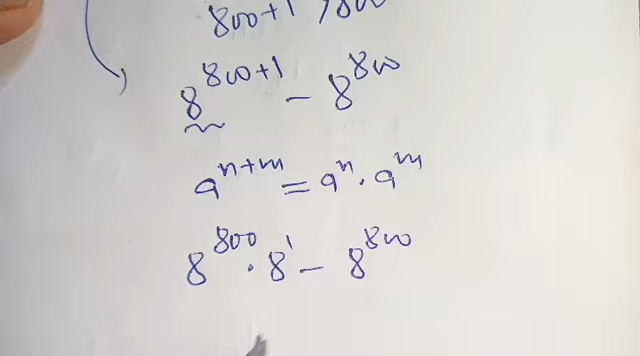 800+1, 800
8^800+1 - 8^800
a^n+m = a^n · a^m
8^800 · 8^1 - 8^800